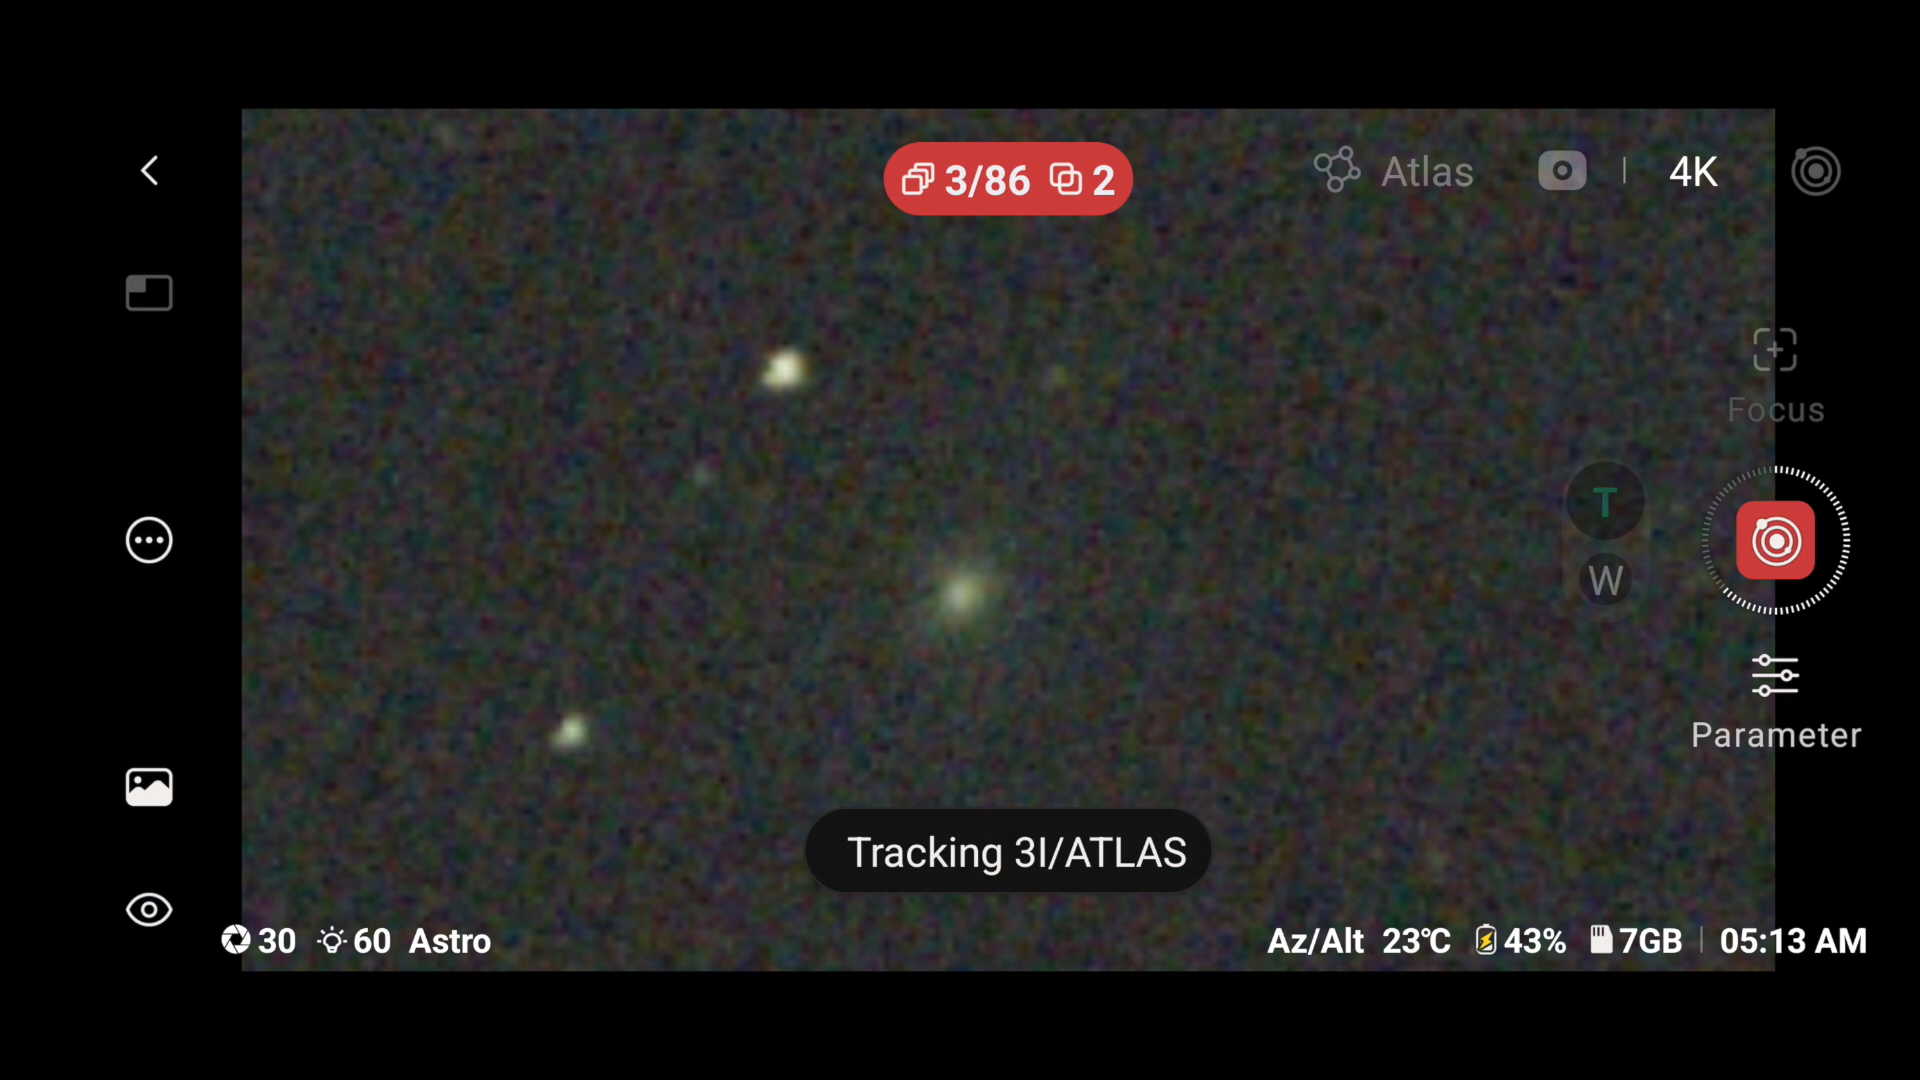 3/86 2
Atlas
4K
Focus
T
W
Parameter
Tracking 3I/ATLAS
30 60 Astro
Az/Alt 23℃ 43% 7GB | 05:13 AM